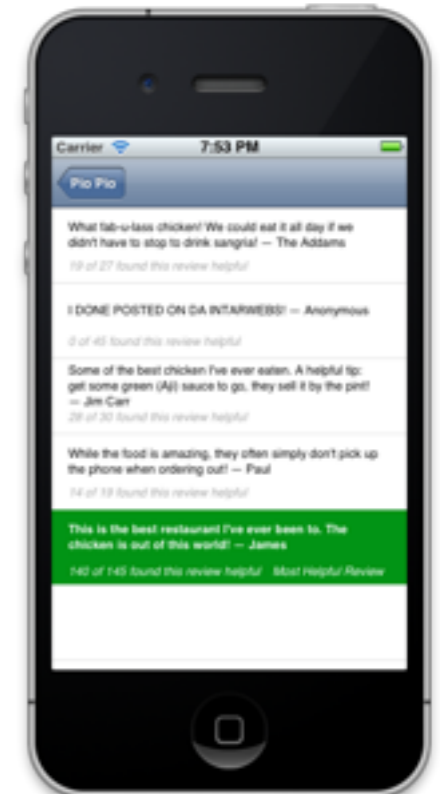 Carrier 7:53 PM
Pio Pio
What fab-u-lass chicken! We could eat it all day if we
didn't have to stop to drink sangria! — The Addams
19 of 27 found this review helpful
I DONE POSTED ON DA INTARWEBS! — Anonymous
0 of 45 found this review helpful
Some of the best chicken I've ever eaten. A helpful tip:
get some green (Aji) sauce to go, they sell it by the pint!
— Jim Carr
28 of 30 found this review helpful
While the food is amazing, they often simply don't pick up
the phone when ordering out! — Paul
14 of 19 found this review helpful
This is the best restaurant I've ever been to. The
chicken is out of this world! — James
140 of 145 found this review helpful Most Helpful Review